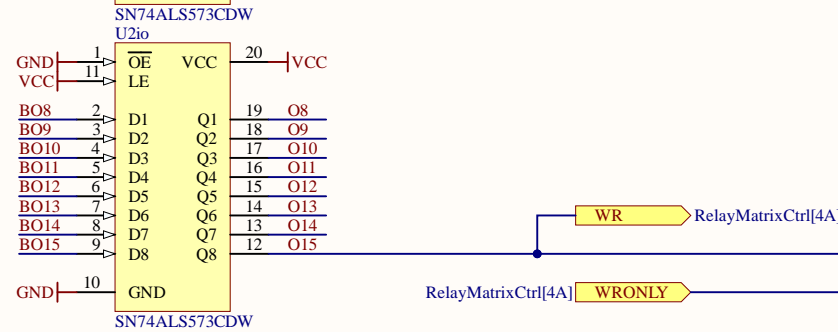 SN74ALS573CDW
U2io
GND 1 OE VCC 20 VCC
VCC 11 LE
BO8 2 D1 Q1 19 O8
BO9 3 D2 Q2 18 O9
BO10 4 D3 Q3 17 O10
BO11 5 D4 Q4 16 O11
BO12 6 D5 Q5 15 O12
BO13 7 D6 Q6 14 O13 WR RelayMatrixCtrl[4A]
BO14 8 D7 Q7 13 O14
BO15 9 D8 Q8 12 O15
GND 10 GND RelayMatrixCtrl[4A] WRONLY
SN74ALS573CDW